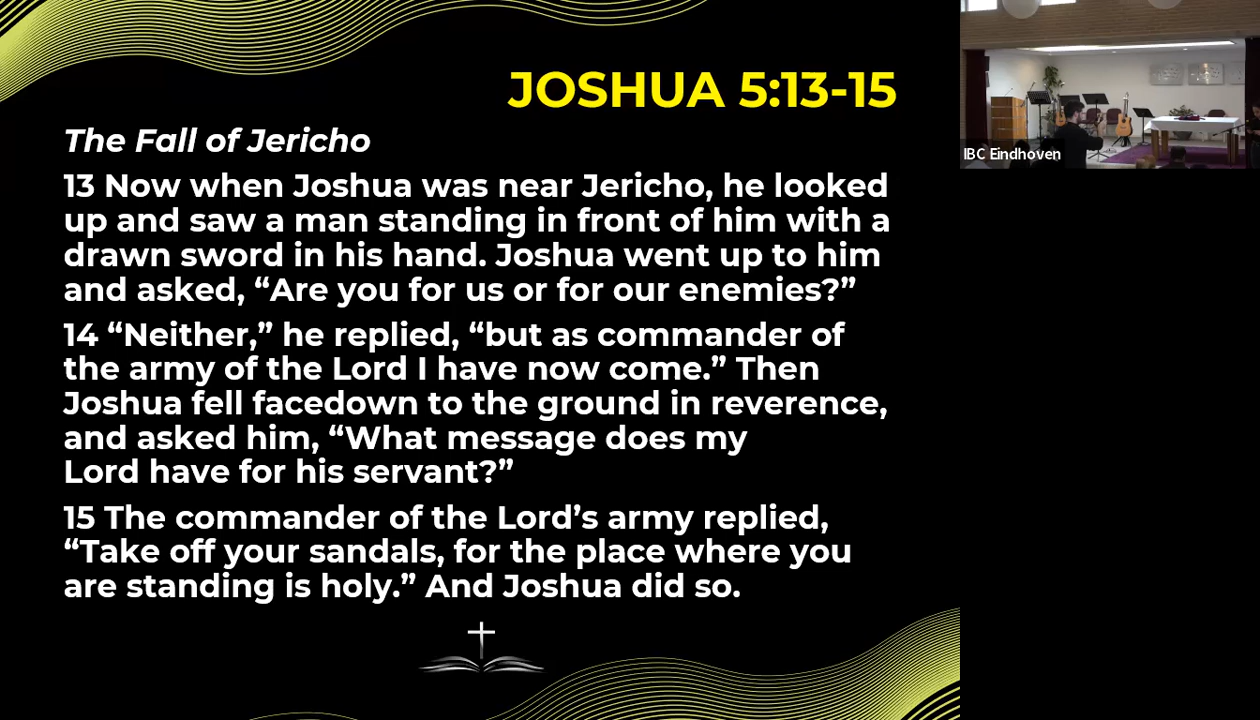 JOSHUA 5:13-15
The Fall of Jericho
13 Now when Joshua was near Jericho, he looked
up and saw a man standing in front of him with a
drawn sword in his hand. Joshua went up to him
and asked, “Are you for us or for our enemies?”
14 “Neither,” he replied, “but as commander of
the army of the Lord I have now come.” Then
Joshua fell facedown to the ground in reverence,
and asked him, “What message does my
Lord have for his servant?”
15 The commander of the Lord’s army replied,
“Take off your sandals, for the place where you
are standing is holy.” And Joshua did so.
IBC Eindhoven